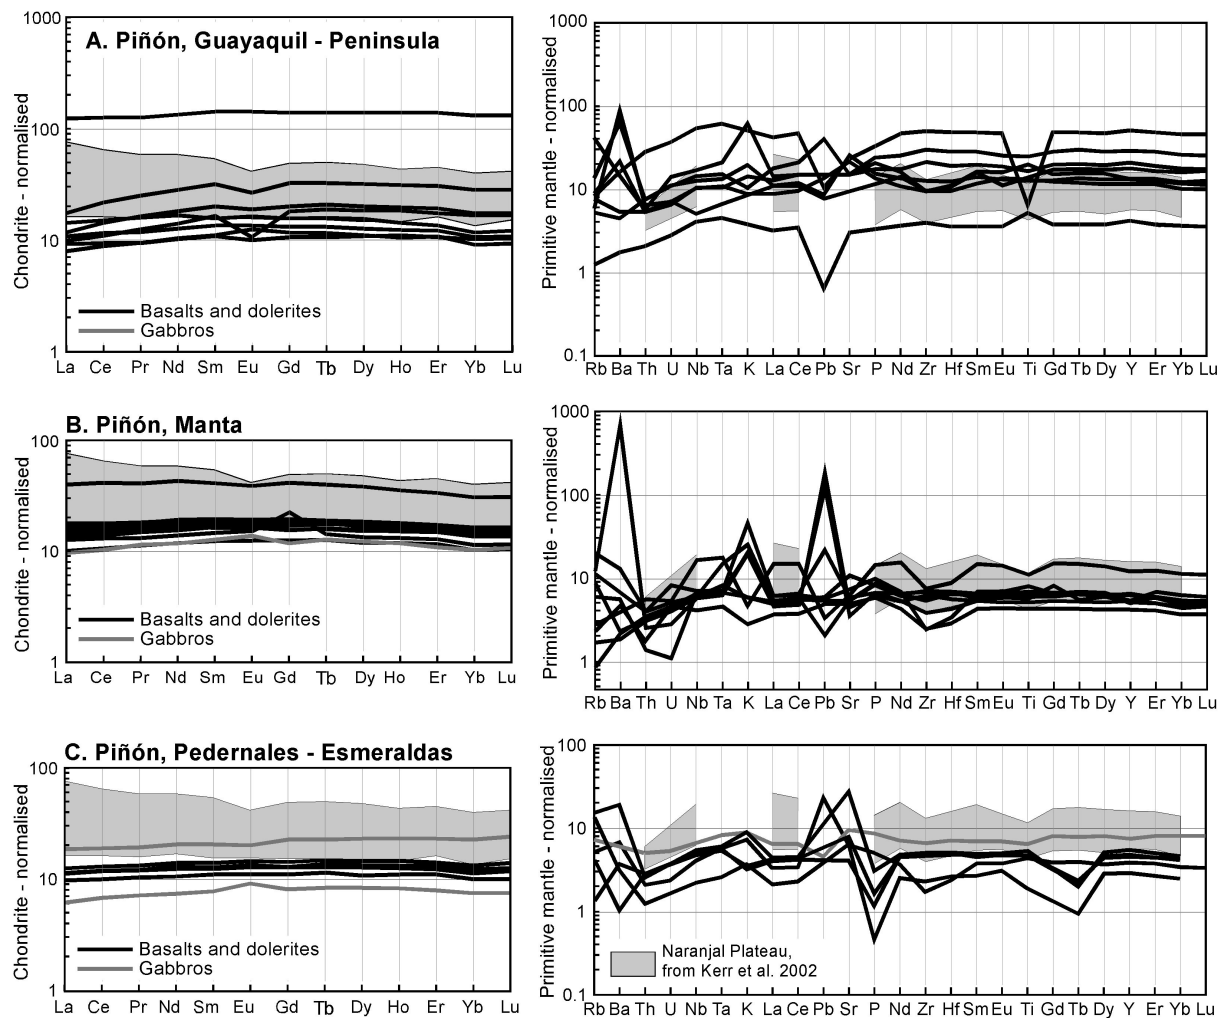 1000
100
10
1
Chondrite - normalised
A. Piñón, Guayaquil - Peninsula
Basalts and dolerites
Gabbros
La Ce Pr Nd Sm Eu Gd Tb Dy Ho Er Yb Lu
1000
100
10
1
0.1
Primitive mantle - normalised
Rb Ba Th U Nb Ta K La Ce Pb Sr P Nd Zr Hf Sm Eu Ti Gd Tb Dy Y Er Yb Lu
B. Piñón, Manta
100
10
1
Chondrite - normalised
Basalts and dolerites
Gabbros
La Ce Pr Nd Sm Eu Gd Tb Dy Ho Er Yb Lu
1000
100
10
1
Primitive mantle - normalised
Rb Ba Th U Nb Ta K La Ce Pb Sr P Nd Zr Hf Sm Eu Ti Gd Tb Dy Y Er Yb Lu
C. Piñón, Pedernales - Esmeraldas
100
10
1
Chondrite - normalised
Basalts and dolerites
Gabbros
La Ce Pr Nd Sm Eu Gd Tb Dy Ho Er Yb Lu
100
10
1
0.1
Primitive mantle - normalised
Naranjal Plateau,
from Kerr et al. 2002
Rb Ba Th U Nb Ta K La Ce Pb Sr P Nd Zr Hf Sm Eu Ti Gd Tb Dy Y Er Yb Lu